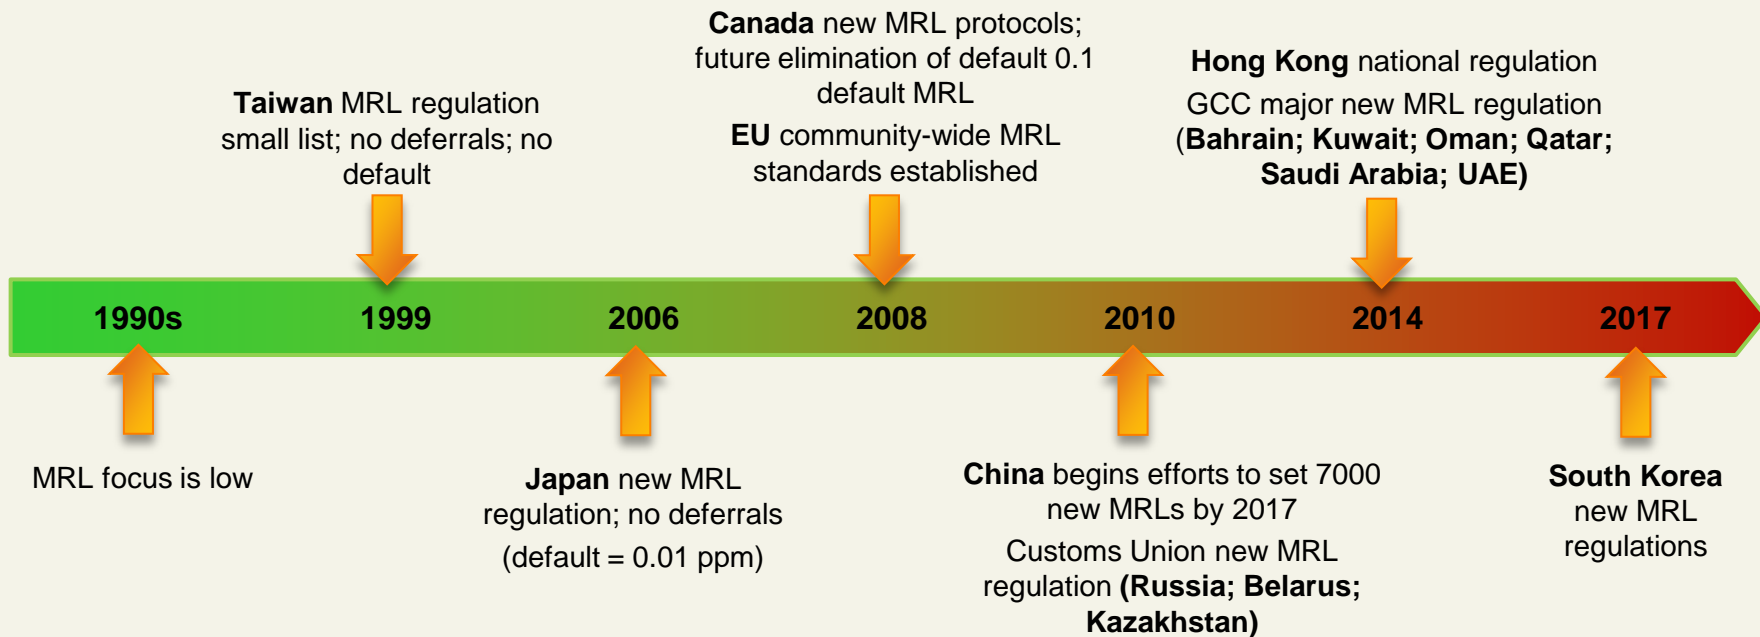 Canada new MRL protocols;
future elimination of default 0.1
default MRL
EU community-wide MRL
standards established
Hong Kong national regulation
GCC major new MRL regulation
(Bahrain; Kuwait; Oman; Qatar;
Saudi Arabia; UAE)
Taiwan MRL regulation
small list; no deferrals; no
default
1990s
1999
2006
2008
2010
2014
2017
MRL focus is low
Japan new MRL
regulation; no deferrals
(default = 0.01 ppm)
China begins efforts to set 7000
new MRLs by 2017
Customs Union new MRL
regulation (Russia; Belarus;
Kazakhstan)
South Korea
new MRL
regulations